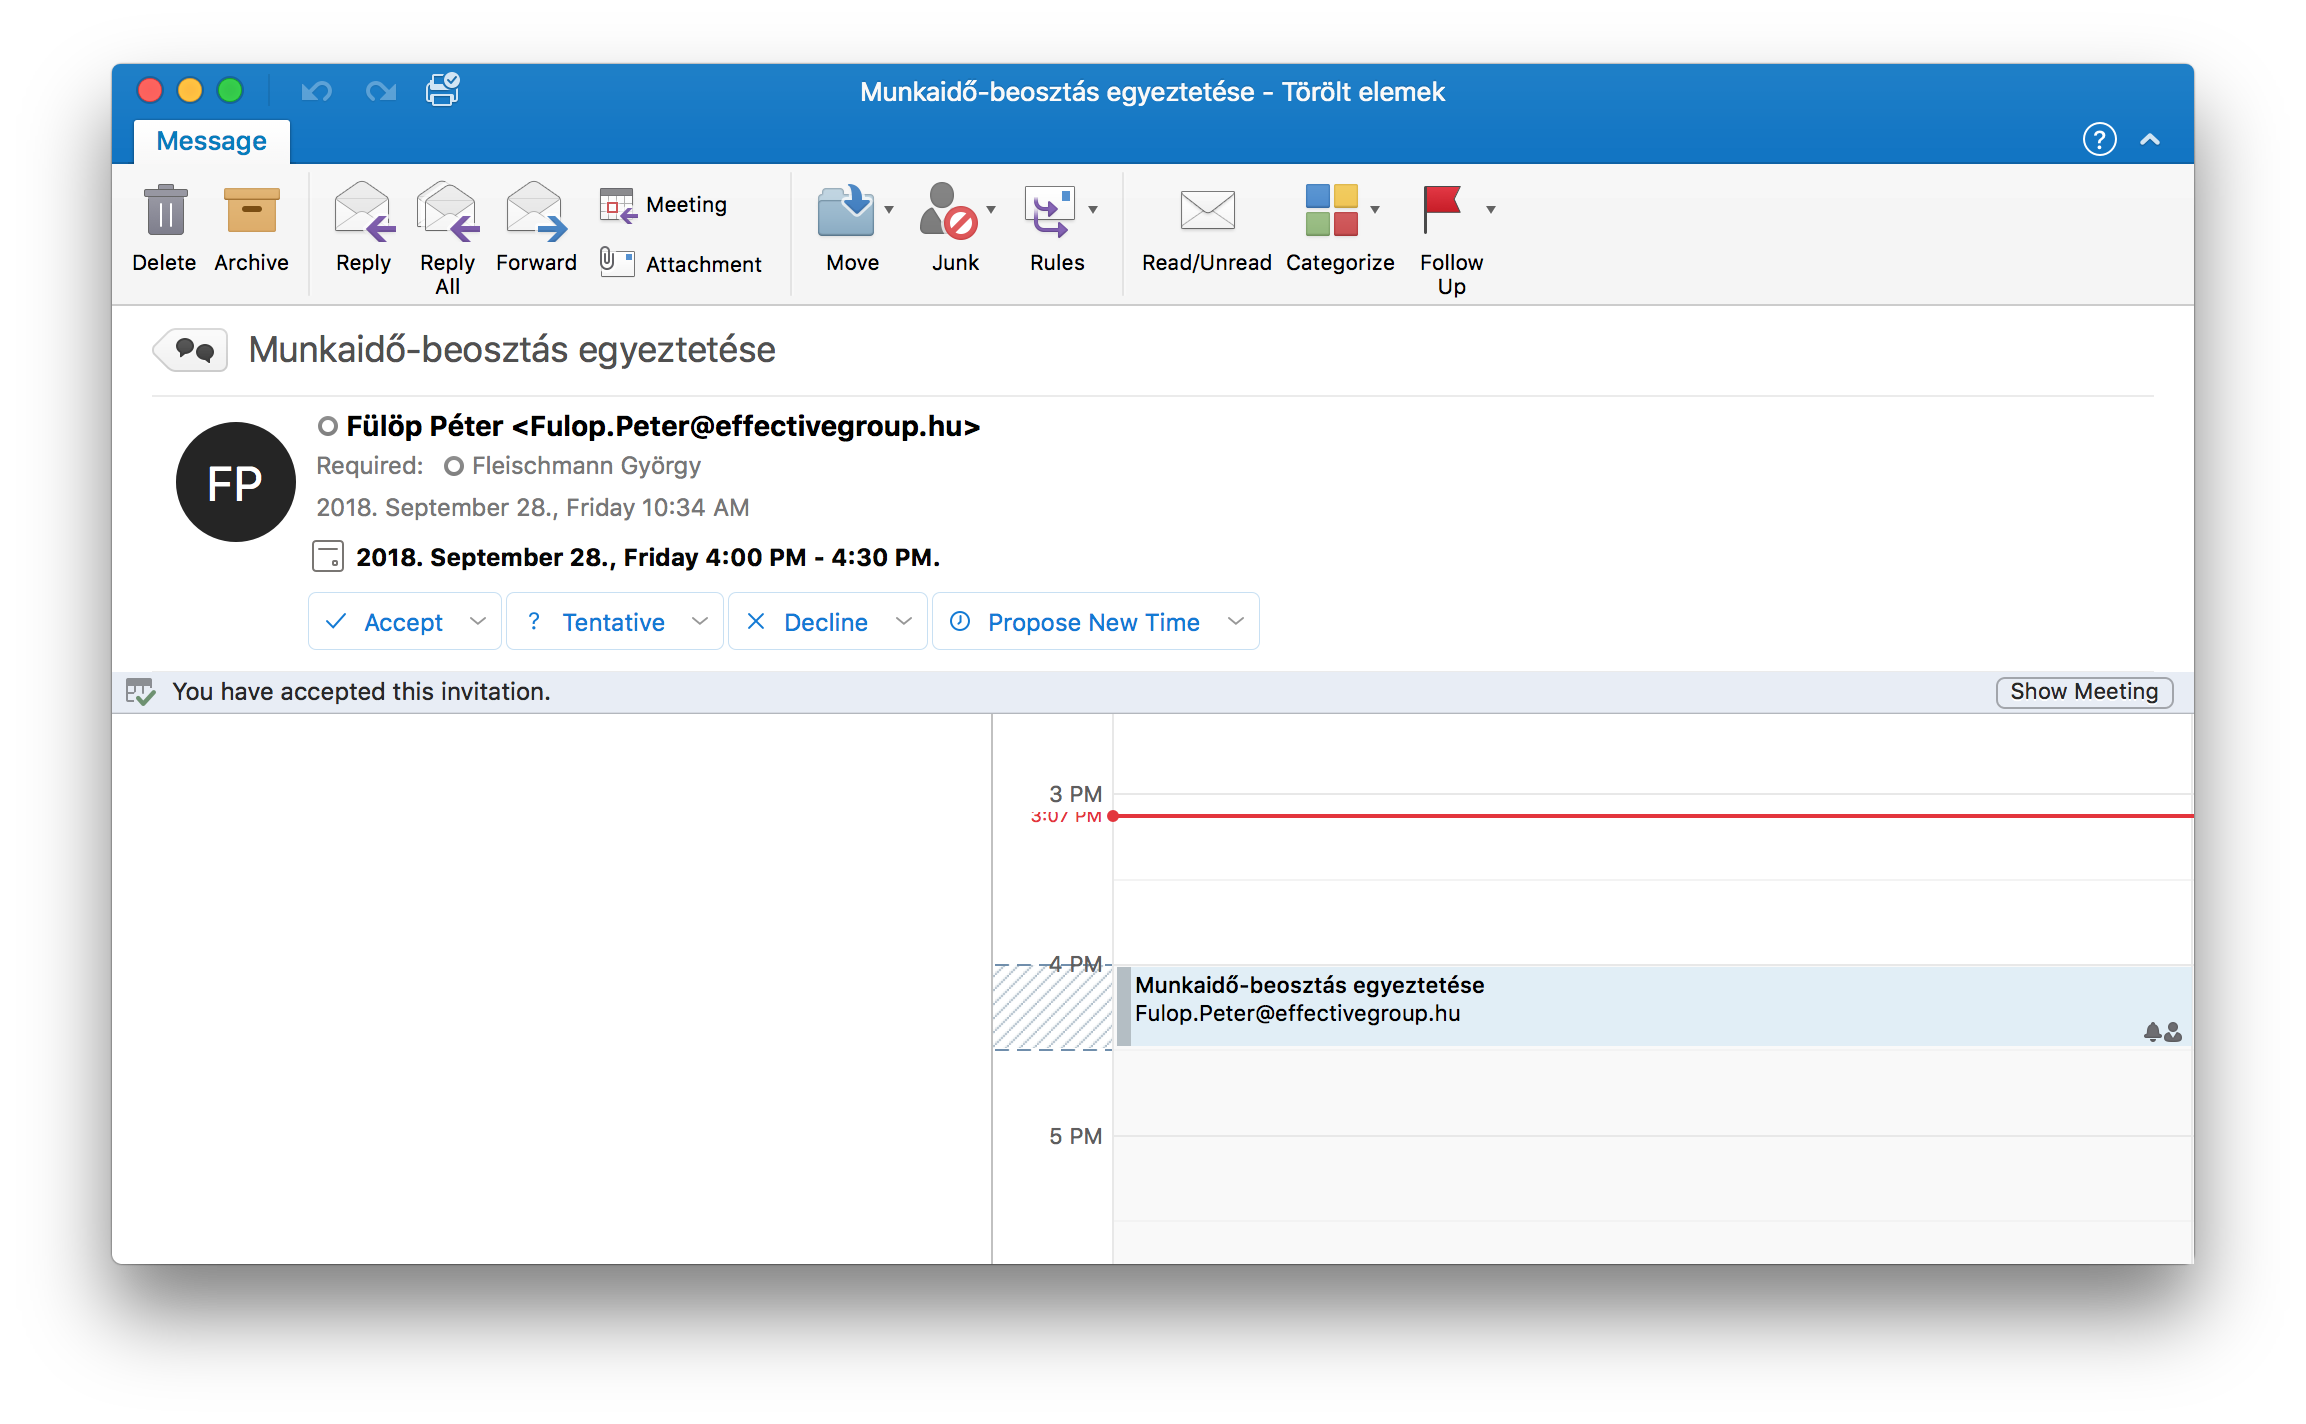 Munkaidő-beosztás egyeztetése - Törölt elemek
Message
?
Delete
Archive
Reply
Reply All
Forward
Meeting
Attachment
Move
Junk
Rules
Read/Unread
Categorize
Follow Up
Munkaidő-beosztás egyeztetése
FP
Fülöp Péter <Fulop.Peter@effectivegroup.hu>
Required: Fleischmann György
2018. September 28., Friday 10:34 AM
2018. September 28., Friday 4:00 PM - 4:30 PM.
Accept
? Tentative
Decline
Propose New Time
You have accepted this invitation.
Show Meeting
3 PM
3:07 PM
4 PM
Munkaidő-beosztás egyeztetése
Fulop.Peter@effectivegroup.hu
5 PM